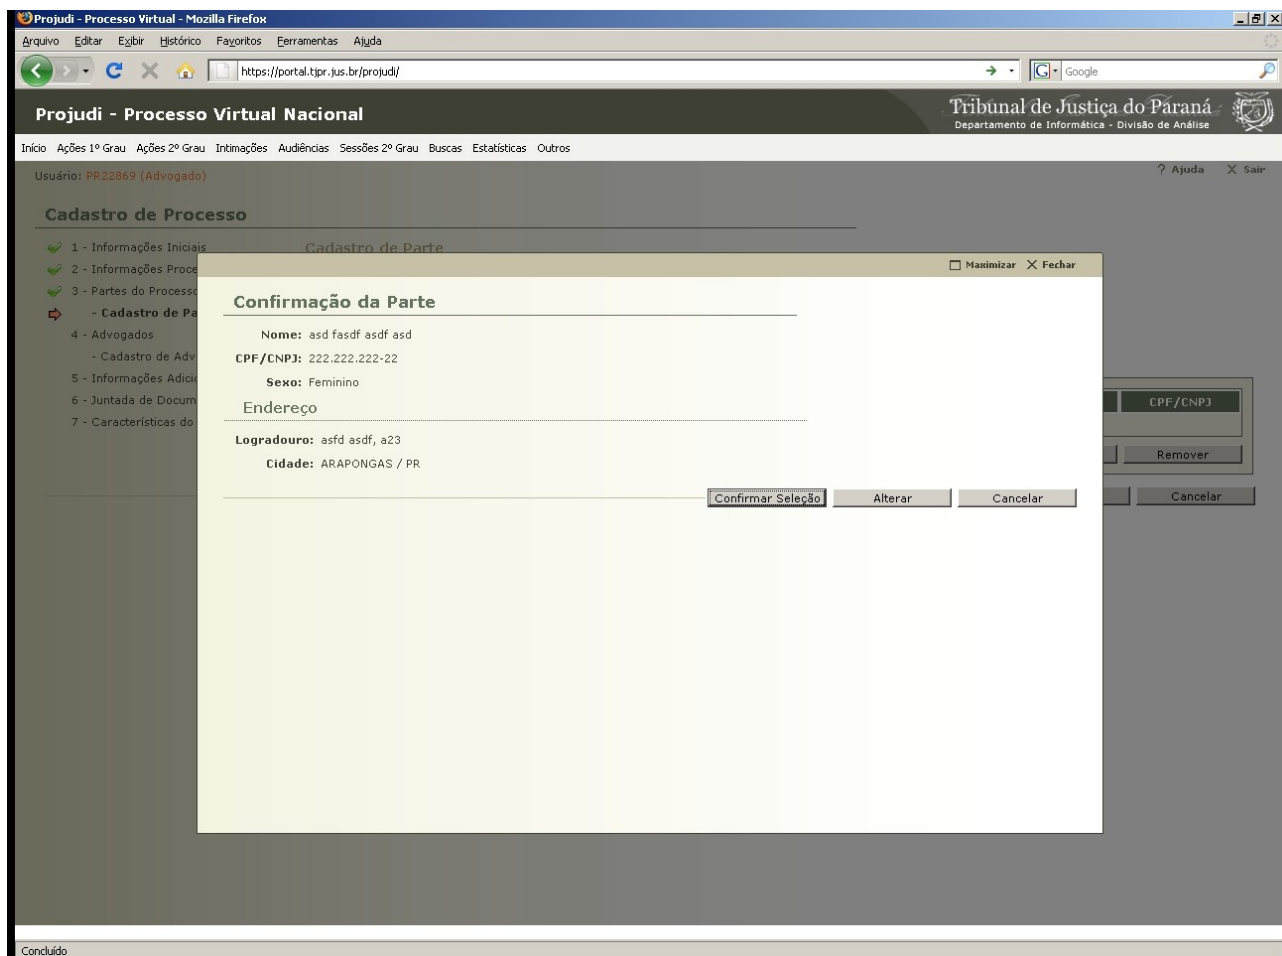 Projudi - Processo Virtual - Mozilla Firefox
Arquivo Editar Exibir Histórico Favoritos Ferramentas Ajuda
https://portal.tjpr.jus.br/projudi/ G Google
Projudi - Processo Virtual Nacional
Tribunal de Justiça do Paraná
Departamento de Informática - Divisão de Análise
Início Ações 1º Grau Ações 2º Grau Intimações Audiências Sessões 2º Grau Buscas Estatísticas Outros
Usuário: PR22869 (Advogado) ? Ajuda X Sair
Cadastro de Processo
1 - Informações Iniciais
Cadastro de Parte
2 - Informações Proce
3 - Partes do Processo
- Cadastro de Pa
4 - Advogados
- Cadastro de Adv
5 - Informações Adici
6 - Juntada de Docum
7 - Características do
Maximizar X Fechar
Confirmação da Parte
Nome: asd fasdf asdf asd
CPF/CNPJ: 222.222.222-22
Sexo: Feminino
Endereço
Logradouro: asfd asdf, a23
Cidade: ARAPONGAS / PR
Confirmar Seleção Alterar Cancelar
CPF/CNPJ
Remover
Cancelar
Concluído